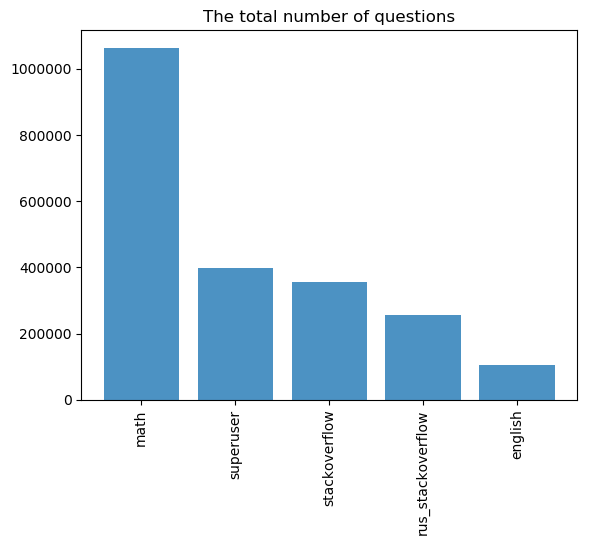 The total number of questions
1000000
800000
600000
400000
200000
0
math
superuser
stackoverflow
rus_stackoverflow
english